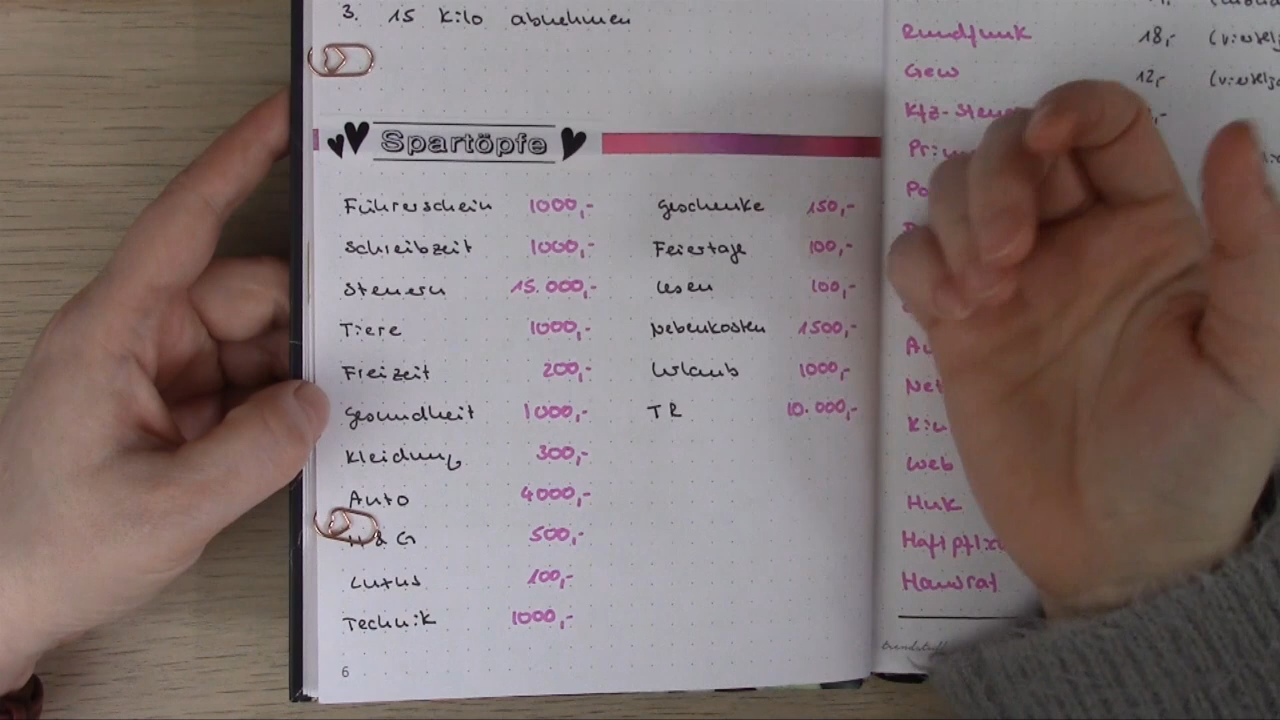 3. 15 Kilo abnehmen
Spartöpfe
Führerschein 1000,-
Schreibzeit 1000,-
Steuern 15.000,-
Tiere 1000,-
Freizeit 200,-
Gesundheit 1000,-
Kleidung 300,-
Auto 4000,-
& G 500,-
Luxus 100,-
Technik 1000,-
Geschenke 150,-
Feiertage 100,-
Lesen 100,-
Nebenkosten 1500,-
Urlaub 1000,-
TR 10.000,-
6
Rundfunk 18,-
Gew 12,-
Kfz-Steuer
Web
Huk
Hausrat